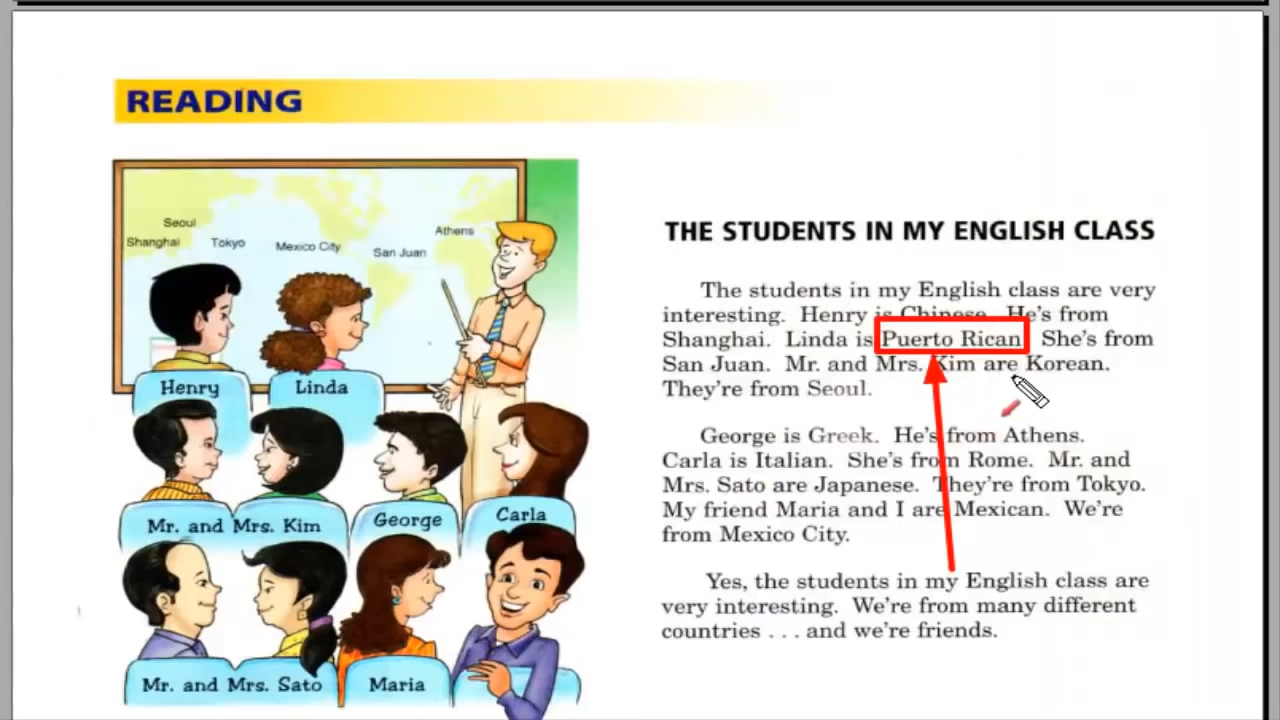 READING
Seoul
Shanghai
Tokyo
Mexico City
San Juan
Athens
Henry
Linda
Mr. and Mrs. Kim
George
Carla
Mr. and Mrs. Sato
Maria
THE STUDENTS IN MY ENGLISH CLASS
The students in my English class are very
interesting. Henry is Chinese. He's from
Shanghai. Linda is Puerto Rican She's from
San Juan. Mr. and Mrs. Kim are Korean.
They're from Seoul.
George is Greek. He's from Athens.
Carla is Italian. She's from Rome. Mr. and
Mrs. Sato are Japanese. They're from Tokyo.
My friend Maria and I are Mexican. We're
from Mexico City.
Yes, the students in my English class are
very interesting. We're from many different
countries . . . and we're friends.